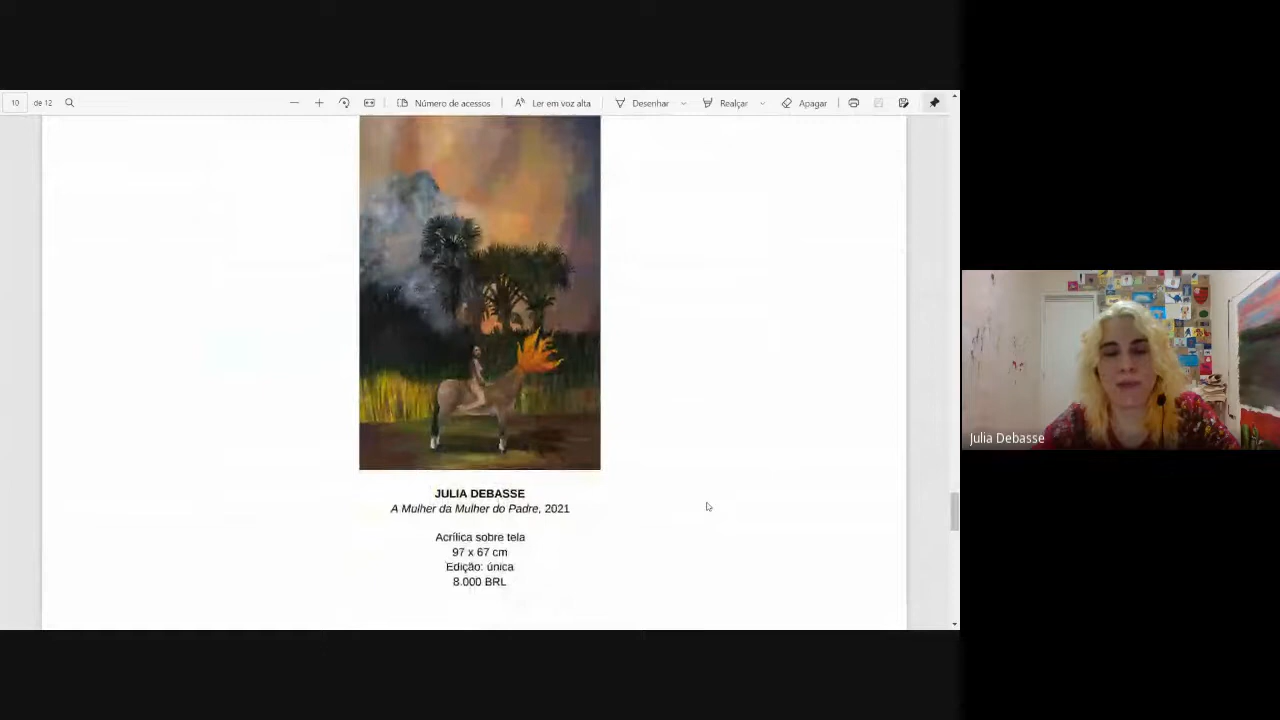 10 de 12
Número de acessos
Ler em voz alta
Desenhar
Realçar
Apagar
JULIA DEBASSE
A Mulher da Mulher do Padre, 2021
Acrílica sobre tela
97 x 67 cm
Edição: única
8.000 BRL
Julia Debasse